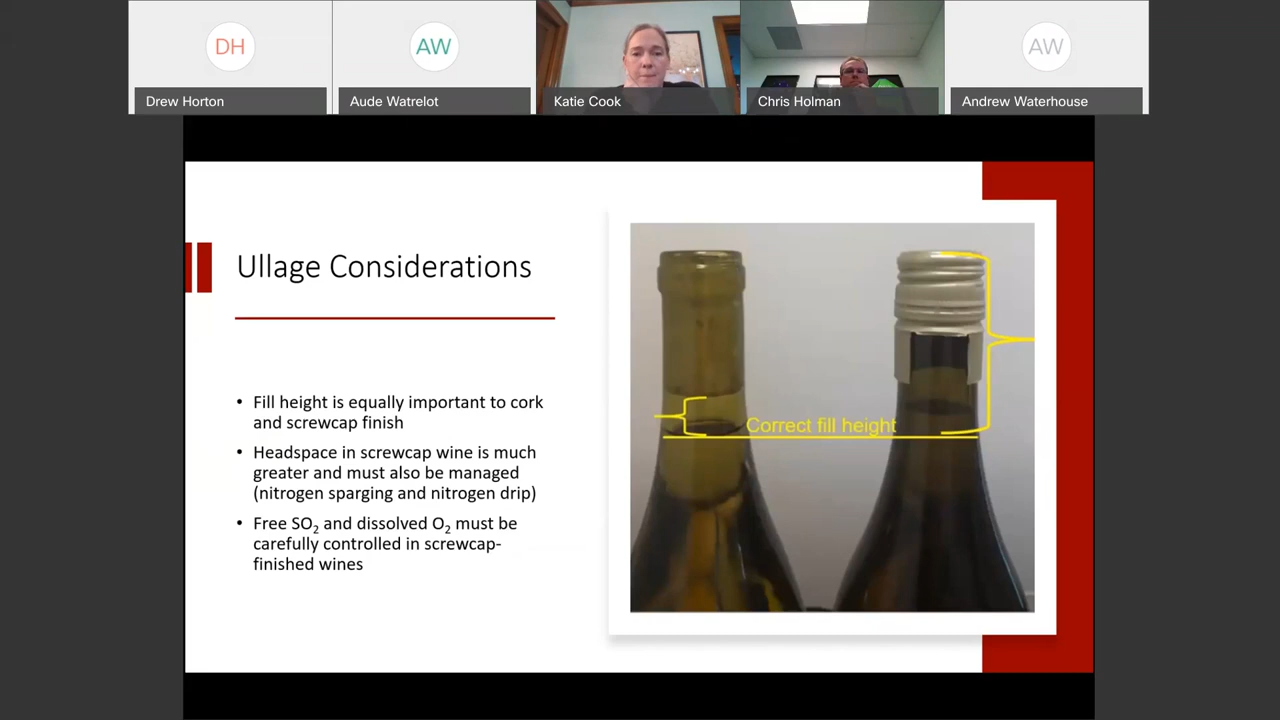 DH
AW
AW
Drew Horton
Aude Watrelot
Katie Cook
Chris Holman
Andrew Waterhouse
Ullage Considerations
• Fill height is equally important to cork
and screwcap finish
• Headspace in screwcap wine is much
greater and must also be managed
(nitrogen sparging and nitrogen drip)
• Free SO₂ and dissolved O₂ must be
carefully controlled in screwcap-
finished wines
Correct fill height